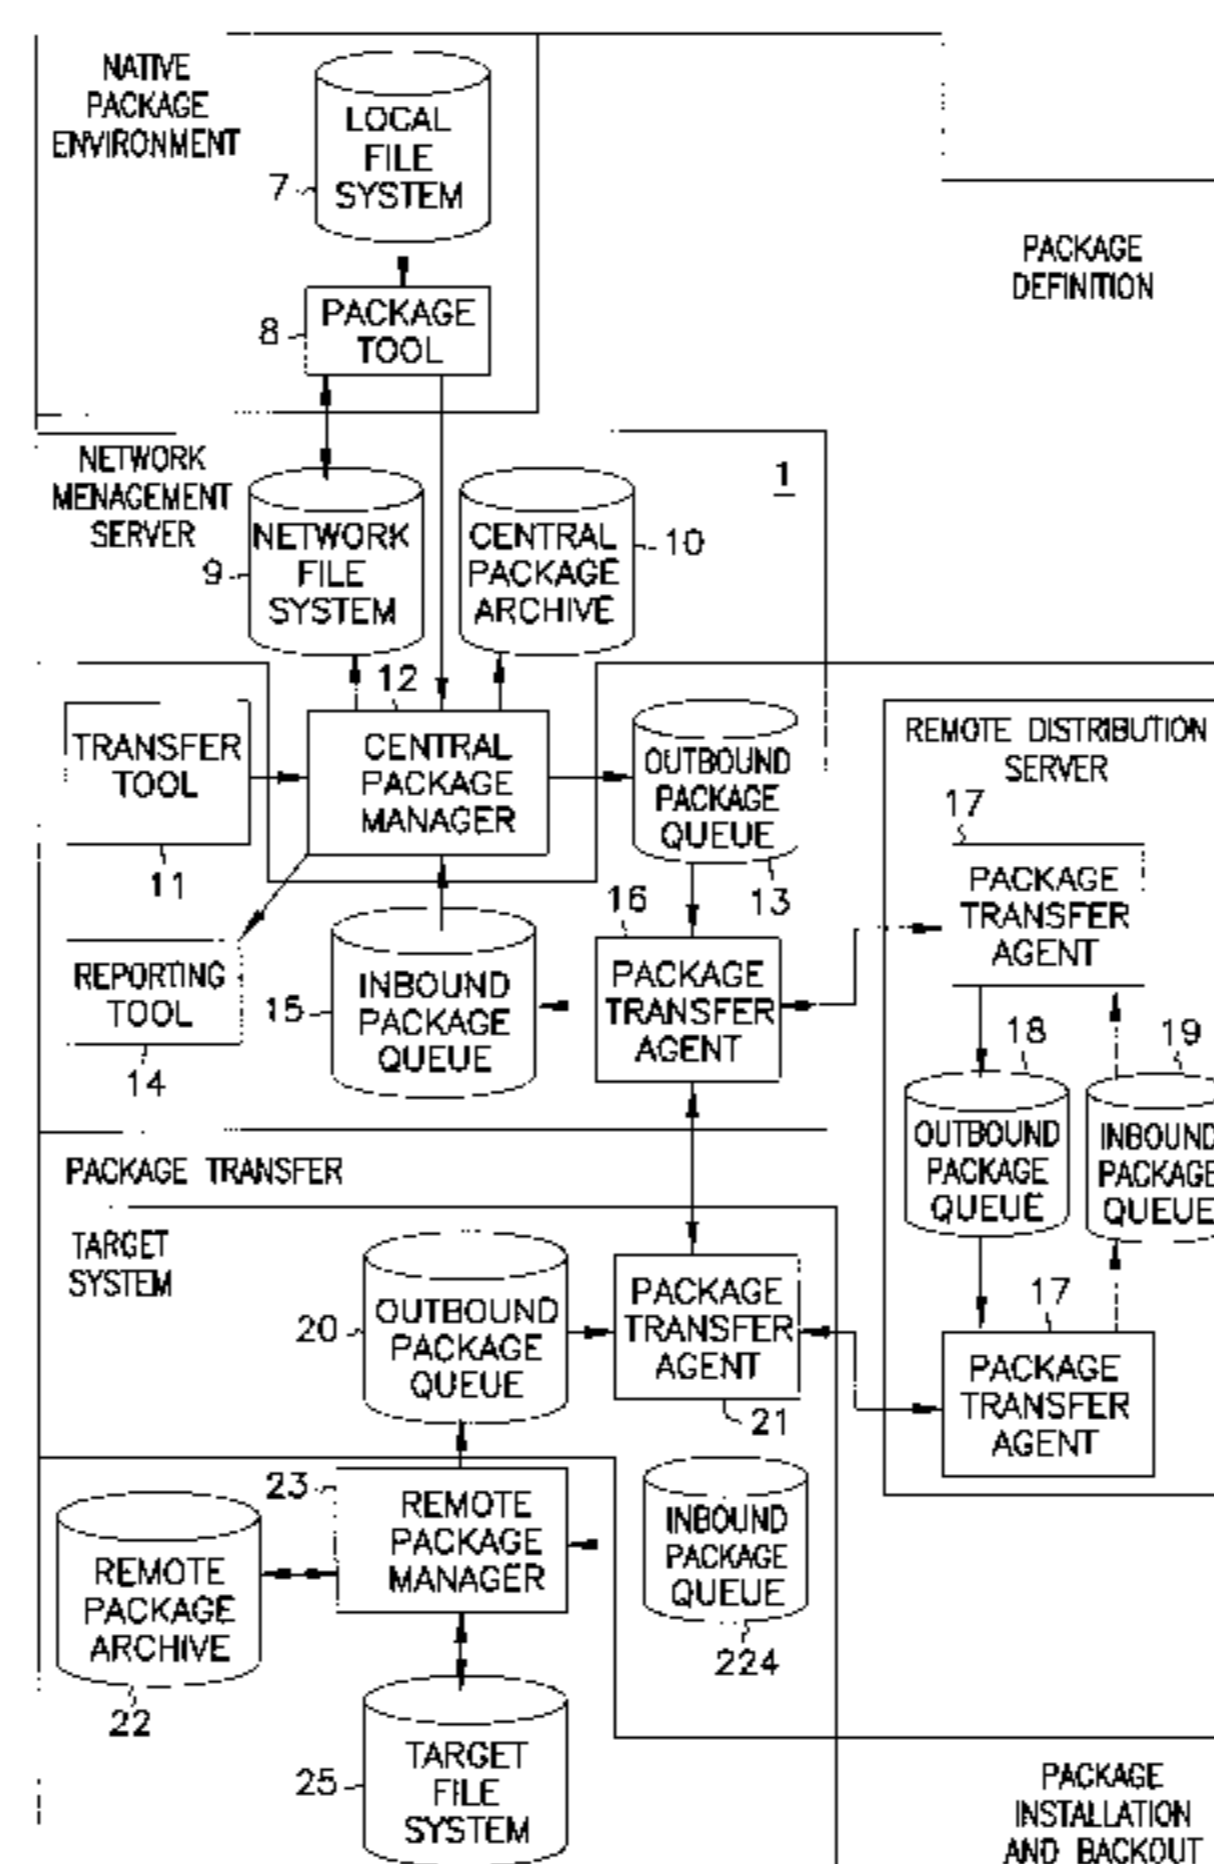 NATIVE
PACKAGE
ENVIRONMENT
LOCAL
FILE
SYSTEM
7
PACKAGE
DEFINITION
PACKAGE
TOOL
8
NETWORK
MENAGEMENT
SERVER
1
NETWORK
FILE
SYSTEM
9
CENTRAL
PACKAGE
ARCHIVE
10
12
TRANSFER
TOOL
11
CENTRAL
PACKAGE
MANAGER
OUTBOUND
PACKAGE
QUEUE
13
REMOTE DISTRIBUTION
SERVER
17
PACKAGE
TRANSFER
AGENT
16
PACKAGE
TRANSFER
AGENT
REPORTING
TOOL
14
15
INBOUND
PACKAGE
QUEUE
18
19
OUTBOUND
PACKAGE
QUEUE
INBOUND
PACKAGE
QUEUE
PACKAGE TRANSFER
TARGET
SYSTEM
20
OUTBOUND
PACKAGE
QUEUE
PACKAGE
TRANSFER
AGENT
21
17
PACKAGE
TRANSFER
AGENT
23
REMOTE
PACKAGE
MANAGER
INBOUND
PACKAGE
QUEUE
224
REMOTE
PACKAGE
ARCHIVE
22
25
TARGET
FILE
SYSTEM
PACKAGE
INSTALLATION
AND BACKOUT